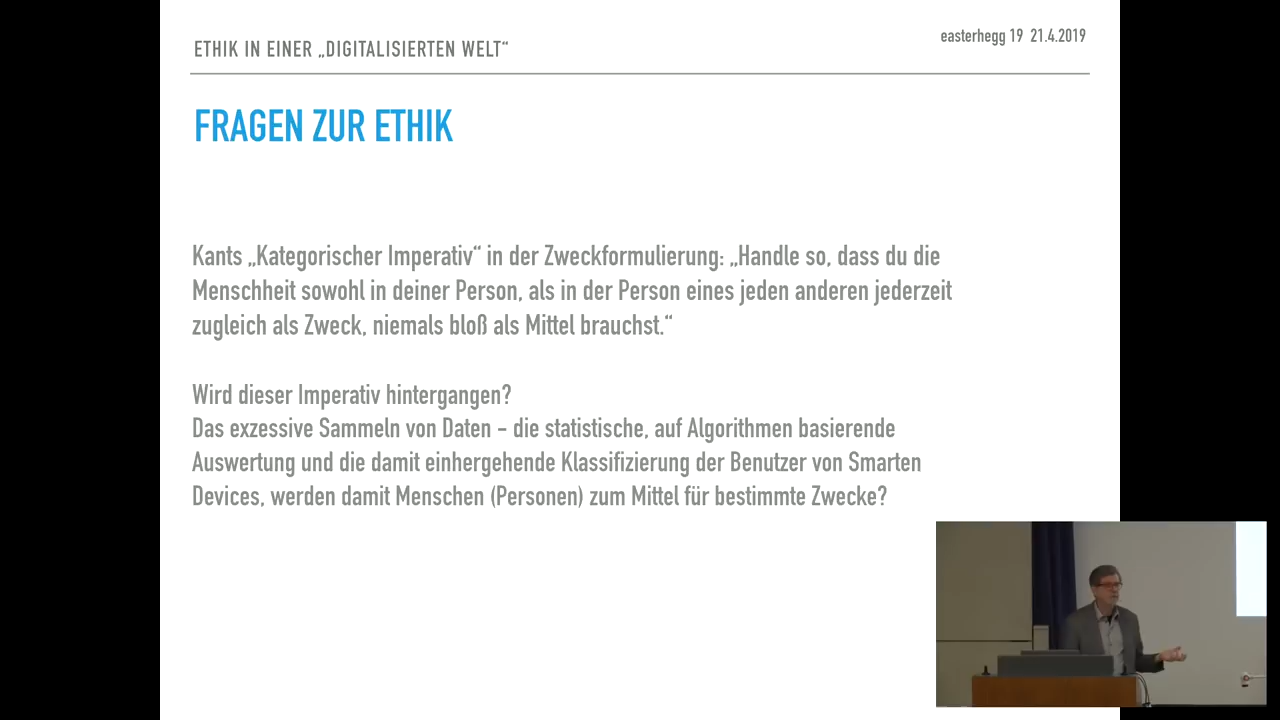 ETHIK IN EINER „DIGITALISIERTEN WELT“
easterhegg 19 21.4.2019
FRAGEN ZUR ETHIK
Kants „Kategorischer Imperativ“ in der Zweckformulierung: „Handle so, dass du die
Menschheit sowohl in deiner Person, als in der Person eines jeden anderen jederzeit
zugleich als Zweck, niemals bloß als Mittel brauchst.“
Wird dieser Imperativ hintergangen?
Das exzessive Sammeln von Daten - die statistische, auf Algorithmen basierende
Auswertung und die damit einhergehende Klassifizierung der Benutzer von Smarten
Devices, werden damit Menschen (Personen) zum Mittel für bestimmte Zwecke?